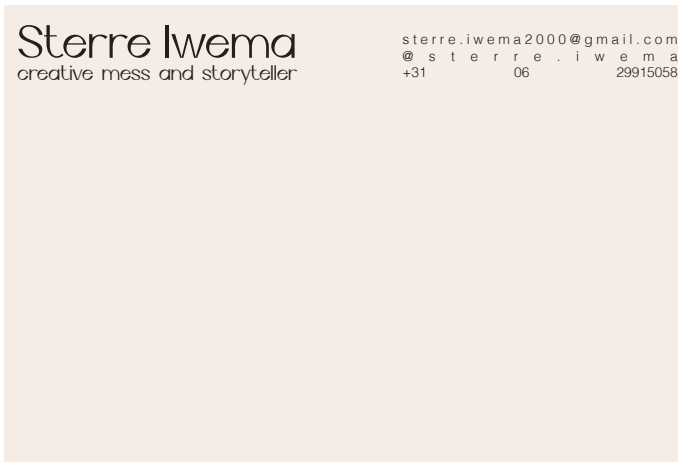 Sterre Iwema
creative mess and storyteller
sterre.iwema2000@gmail.com
@sterre.iwema
+31 06 29915058